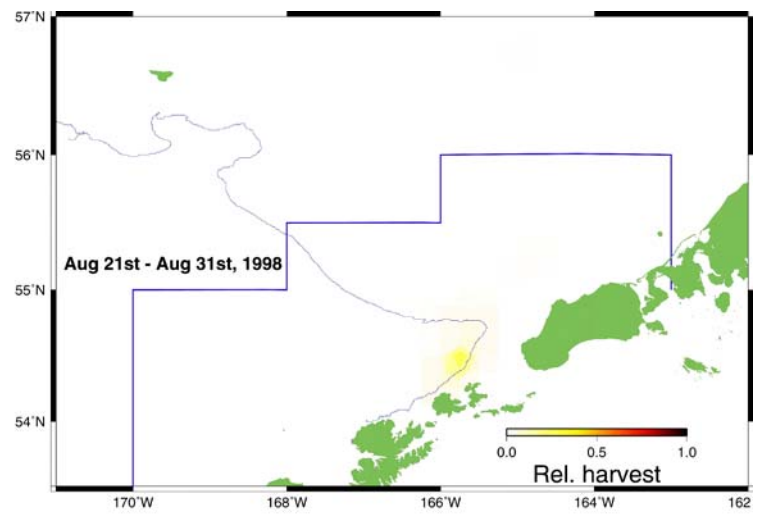 57˚N
56˚N
Aug 21st - Aug 31st, 1998
55˚N
54˚N
0.0 0.5 1.0
Rel. harvest
170˚W 168˚W 166˚W 164˚W 162